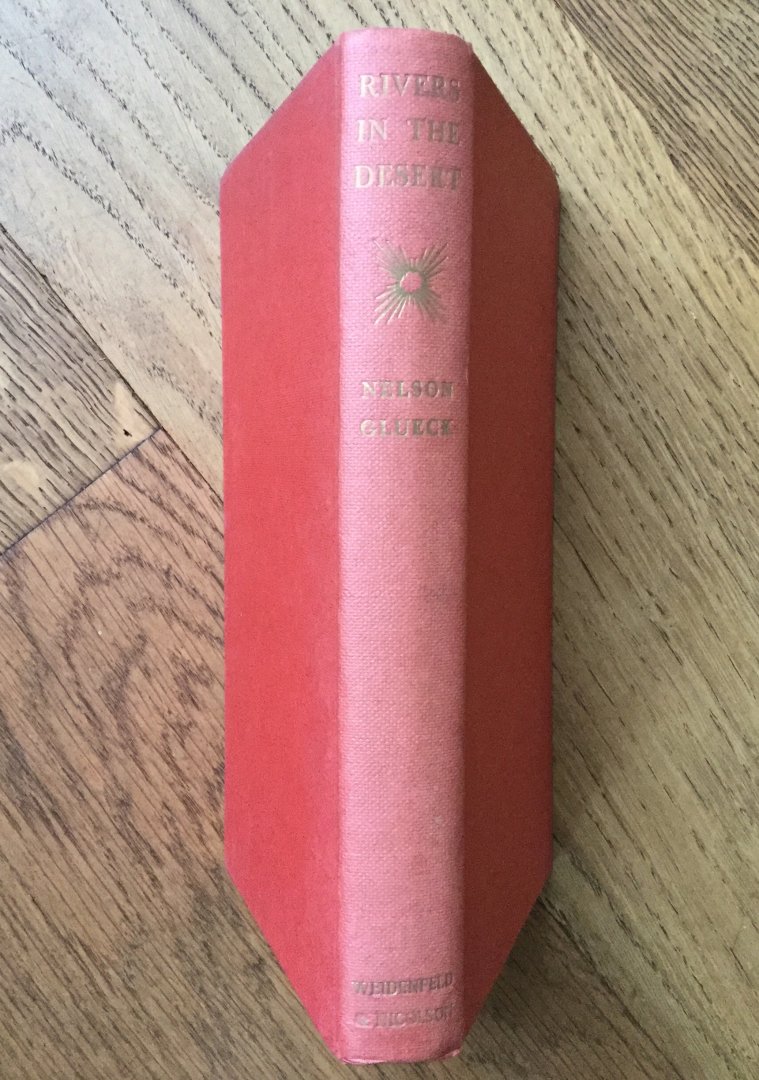 RIVERS
IN THE
DESERT
NELSON
GLUECK
WEIDENFELD
& NICOLSON